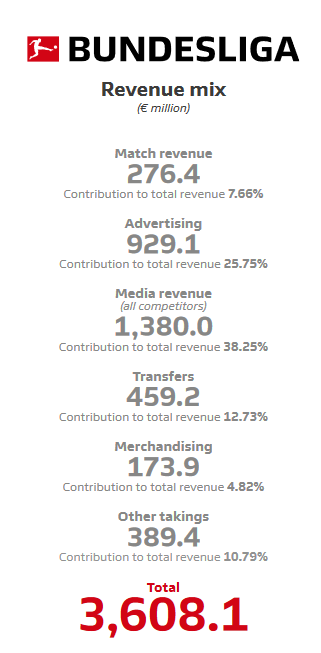 BUNDESLIGA
Revenue mix
(€ million)
Match revenue
276.4
Contribution to total revenue 7.66%
Advertising
929.1
Contribution to total revenue 25.75%
Media revenue
(all competitors)
1,380.0
Contribution to total revenue 38.25%
Transfers
459.2
Contribution to total revenue 12.73%
Merchandising
173.9
Contribution to total revenue 4.82%
Other takings
389.4
Contribution to total revenue 10.79%
Total
3,608.1